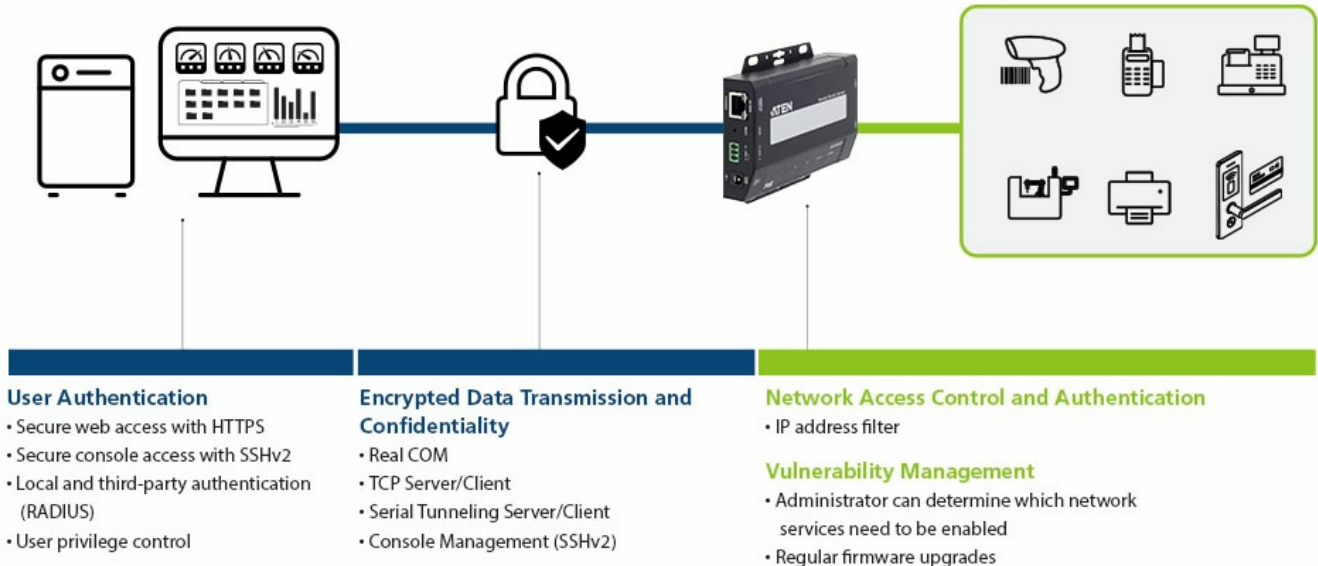 ATEN
User Authentication
• Secure web access with HTTPS
• Secure console access with SSHv2
• Local and third-party authentication
(RADIUS)
• User privilege control
Encrypted Data Transmission and
Confidentiality
• Real COM
• TCP Server/Client
• Serial Tunneling Server/Client
• Console Management (SSHv2)
Network Access Control and Authentication
• IP address filter
Vulnerability Management
• Administrator can determine which network
services need to be enabled
• Regular firmware upgrades